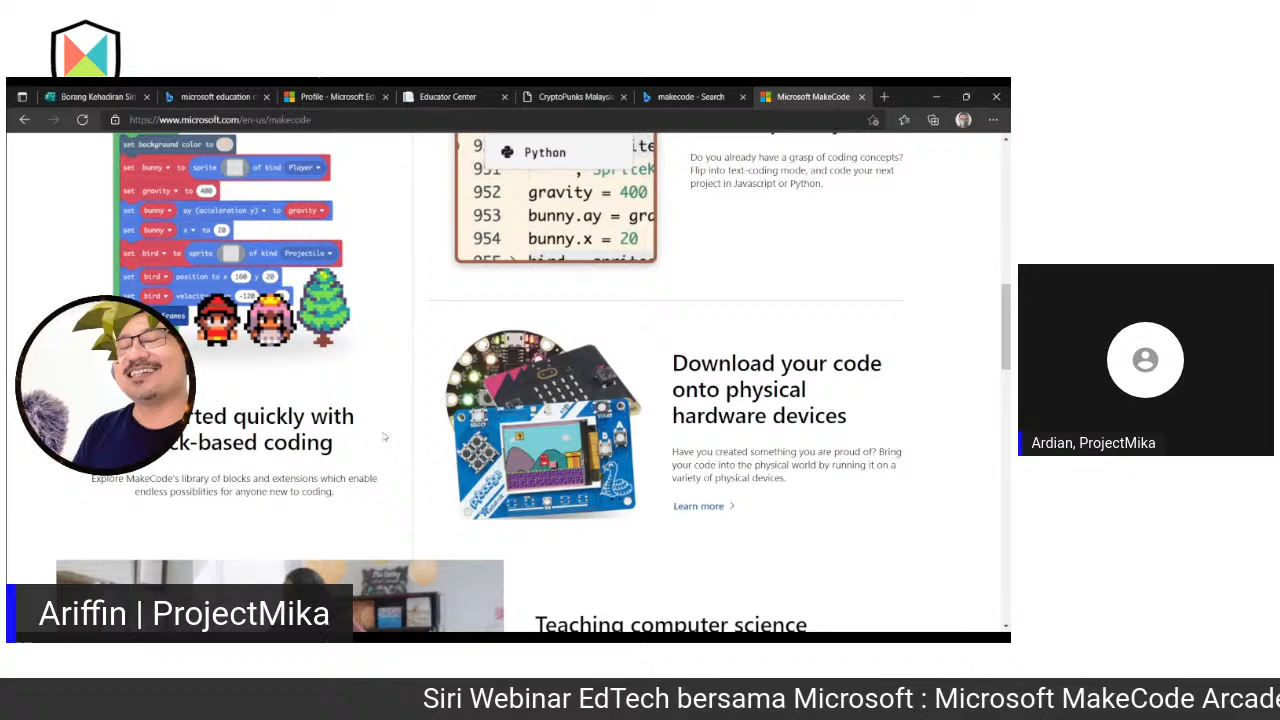 Borang Kehadiran Siri
microsoft education c
Profile - Microsoft Ed
Educator Center
CryptoPunks Malaysi
makecode - Search
Microsoft MakeCode
https://www.microsoft.com/en-us/makecode
set background color to
set bunny to sprite of kind Player
set gravity to 400
set bunny ay (acceleration y) to gravity
set bunny x to 20
set bird to sprite of kind Projectile
set bird position to x 160 y 20
set bird velocity -120
Python
952 gravity = 400
953 bunny.ay = gra
954 bunny.x = 20
Do you already have a grasp of coding concepts?
Flip into text-coding mode, and code your next
project in Javascript or Python.
rted quickly with
ck-based coding
Explore MakeCode's library of blocks and extensions which enable
endless possiblities for anyone new to coding.
SELECT
START
Download your code
onto physical
hardware devices
Have you created something you are proud of? Bring
your code into the physical world by running it on a
variety of physical devices.
Learn more
Teaching computer science
Ariffin | ProjectMika
Ardian, ProjectMika
Siri Webinar EdTech bersama Microsoft : Microsoft MakeCode Arcade